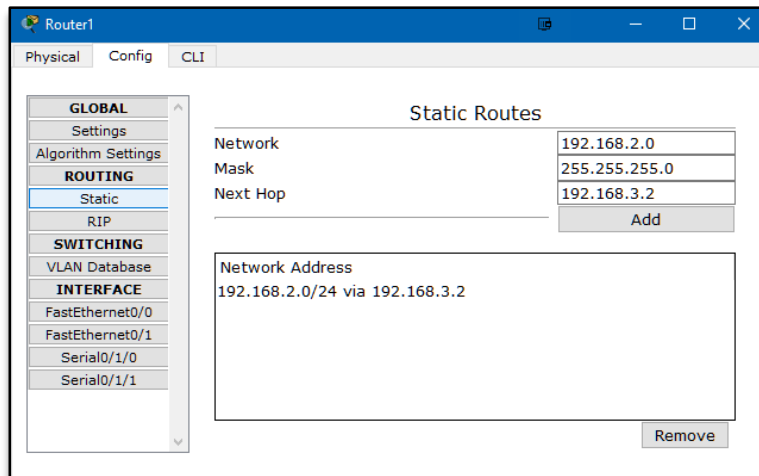 Router1
Physical Config CLI
GLOBAL
Settings
Algorithm Settings
ROUTING
Static
RIP
SWITCHING
VLAN Database
INTERFACE
FastEthernet0/0
FastEthernet0/1
Serial0/1/0
Serial0/1/1
Static Routes
Network 192.168.2.0
Mask 255.255.255.0
Next Hop 192.168.3.2
Add
Network Address
192.168.2.0/24 via 192.168.3.2
Remove